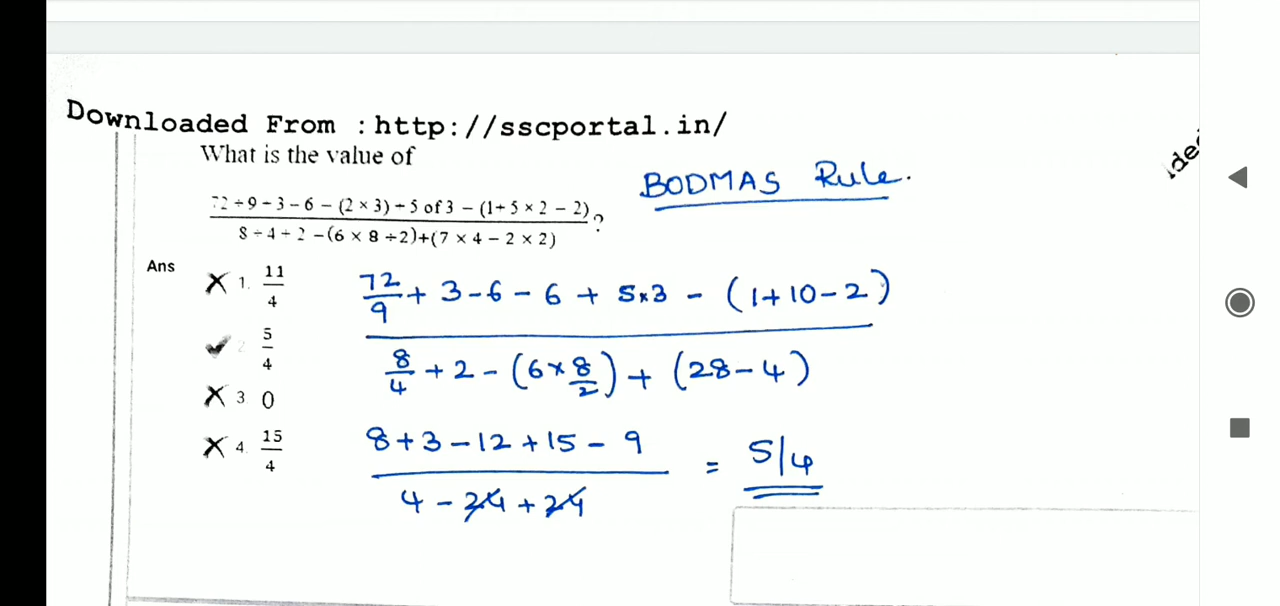 Downloaded From : http://sscportal.in/
What is the value of
BODMAS Rule.
72 ÷ 9 + 3 − 6 − (2 × 3) + 5 of 3 − (1 + 5 × 2 − 2)
8 ÷ 4 + 2 − (6 × 8 ÷ 2) + (7 × 4 − 2 × 2)
?
Ans
X 1. 11/4
✓ 2. 5/4
X 3 0
X 4. 15/4
72/9 + 3 - 6 - 6 + 5×3 - (1+10-2)
8/4 + 2 - (6×8/2) + (28-4)
8+3-12+15-9
4-24+24
= 5/4